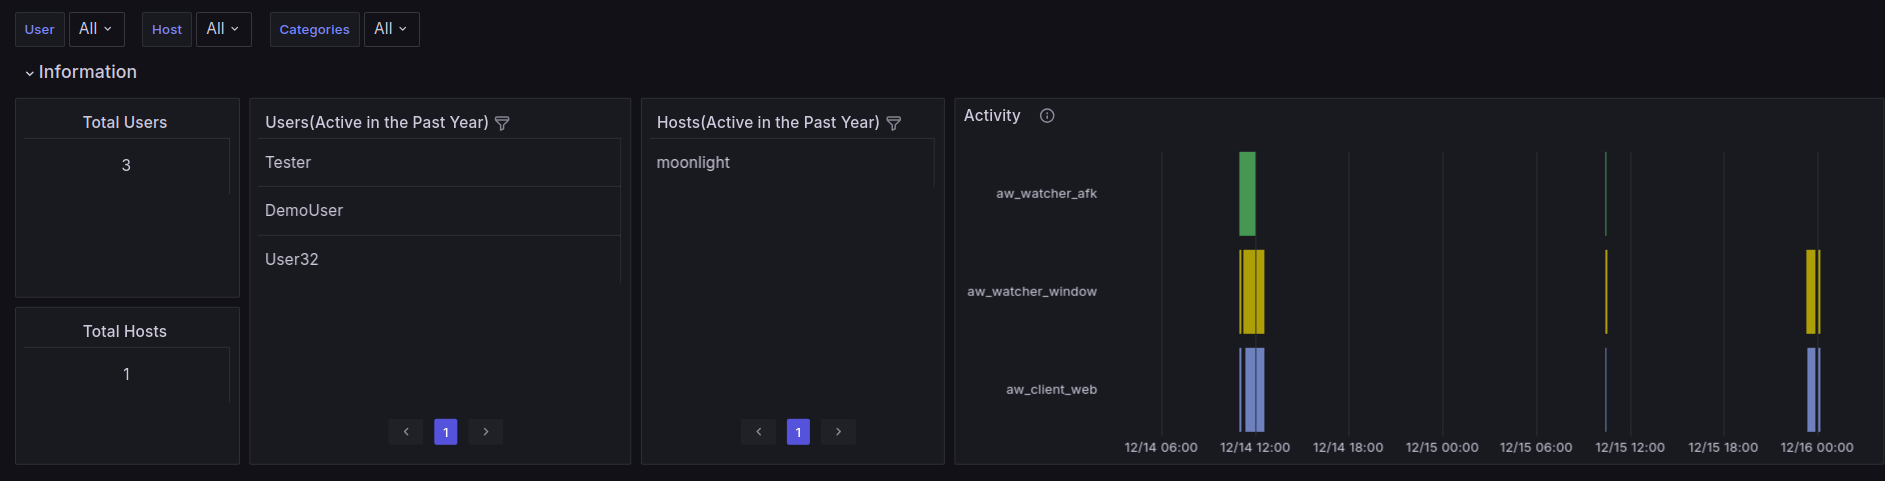 User All Host All Categories All
Information
Total Users
3
Total Hosts
1
Users(Active in the Past Year)
Tester
DemoUser
User32
1
Hosts(Active in the Past Year)
moonlight
1
Activity
aw_watcher_afk
aw_watcher_window
aw_client_web
12/14 06:00 12/14 12:00 12/14 18:00 12/15 00:00 12/15 06:00 12/15 12:00 12/15 18:00 12/16 00:00